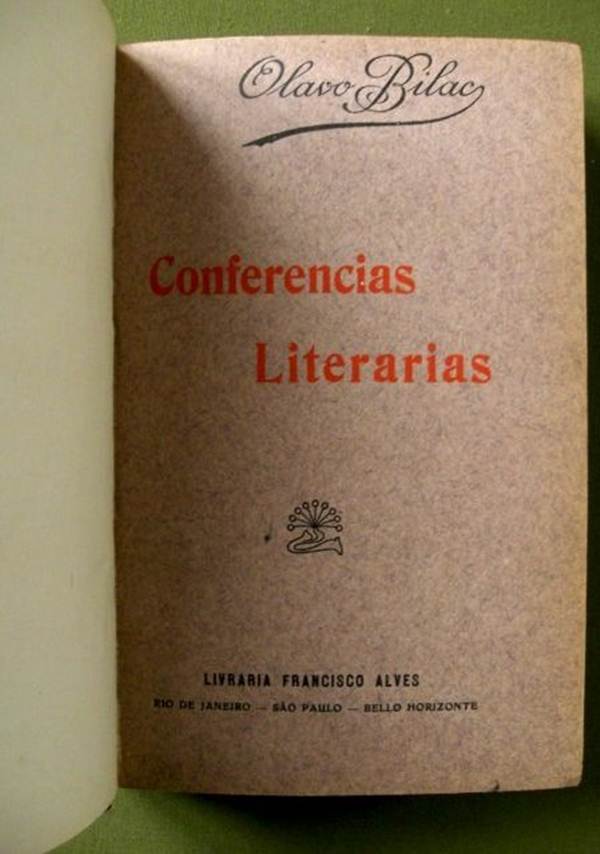 Olavo Bilac
Conferencias
Literarias
LIVRARIA FRANCISCO ALVES
RIO DE JANEIRO — SÃO PAULO — BELLO HORIZONTE